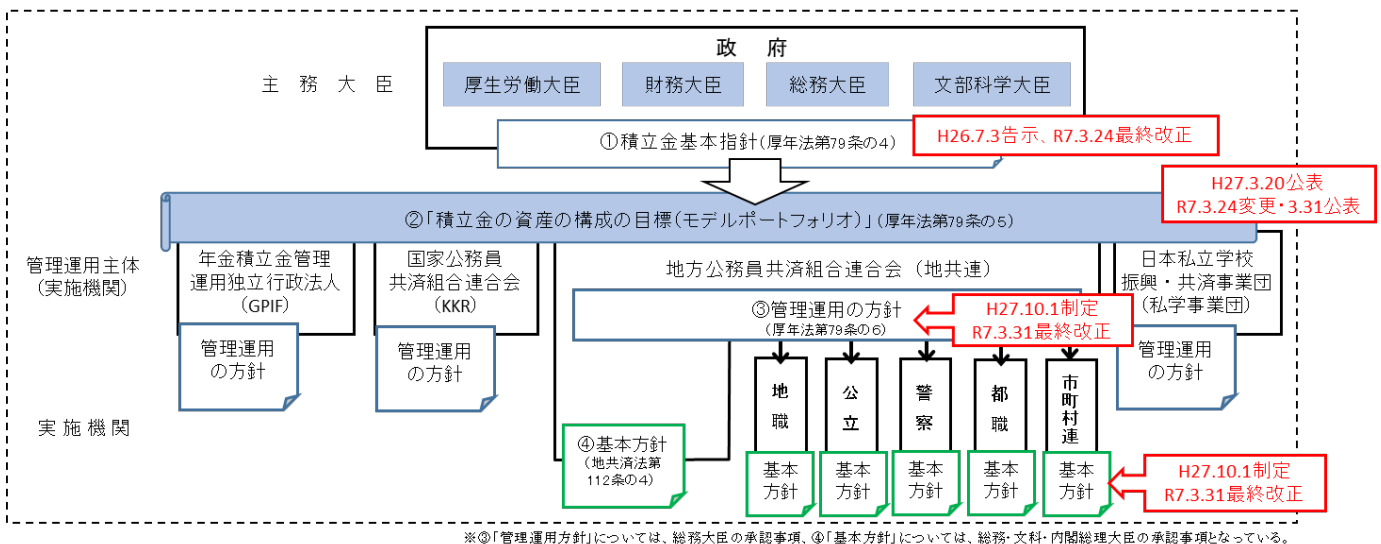 政　府
主　務　大　臣
厚生労働大臣
財務大臣
総務大臣
文部科学大臣
①積立金基本指針(厚年法第79条の4)
H26.7.3告示、R7.3.24最終改正
H27.3.20公表
R7.3.24変更・3.31公表
②「積立金の資産の構成の目標(モデルポートフォリオ)」(厚年法第79条の5)
管理運用主体
(実施機関)
年金積立金管理
運用独立行政法人
(GPIF)
国家公務員
共済組合連合会
(KKR)
地方公務員共済組合連合会（地共連）
日本私立学校
振興・共済事業団
(私学事業団)
③管理運用の方針
(厚年法第79条の6)
H27.10.1制定
R7.3.31最終改正
管理運用
の方針
管理運用
の方針
管理運用
の方針
地職
公立
警察
都職
市町村連
実施機関
④基本方針
(地共済法第
112条の4)
基本
方針
基本
方針
基本
方針
基本
方針
基本
方針
H27.10.1制定
R7.3.31最終改正
※③「管理運用方針」については、総務大臣の承認事項、④「基本方針」については、総務・文科・内閣総理大臣の承認事項となっている。